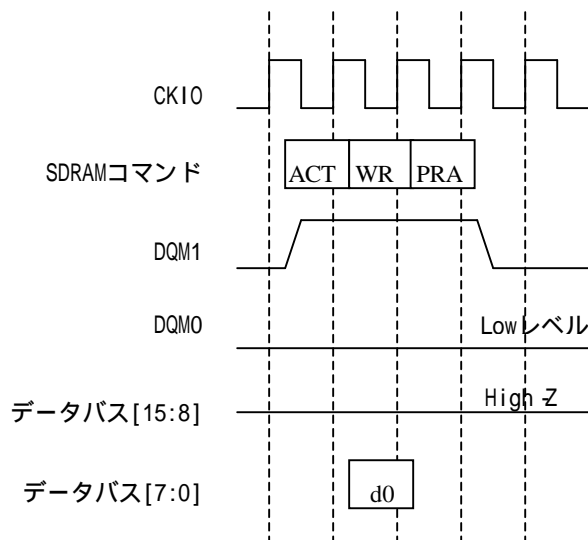 CKIO
SDRAMコマンド
ACT WR PRA
DQM1
DQM0
Lowレベル
High-Z
データバス[15:8]
データバス[7:0]
d0